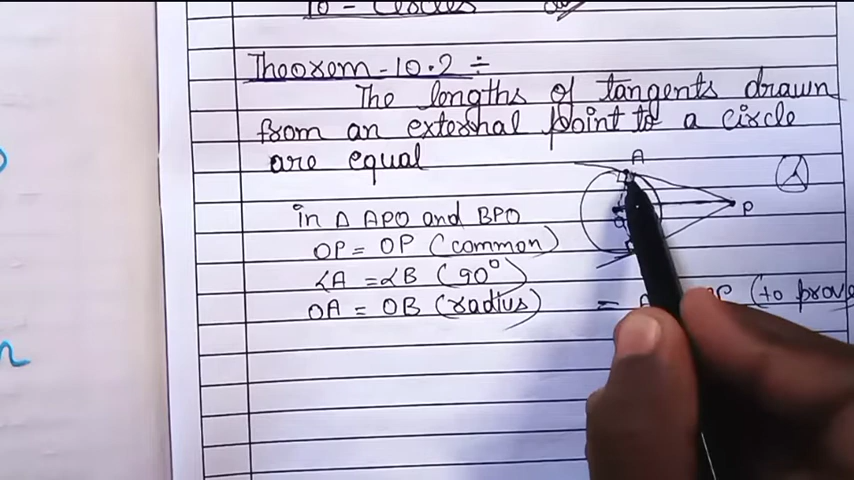 10 - Circles
Theorem - 10.2 ÷
The lengths of tangents drawn
from an external point to a circle
are equal
A
in Δ APO and BPO
P
OP = OP (common)
∠A = ∠B (90°)
OA = OB (radius)
= A P (to prove